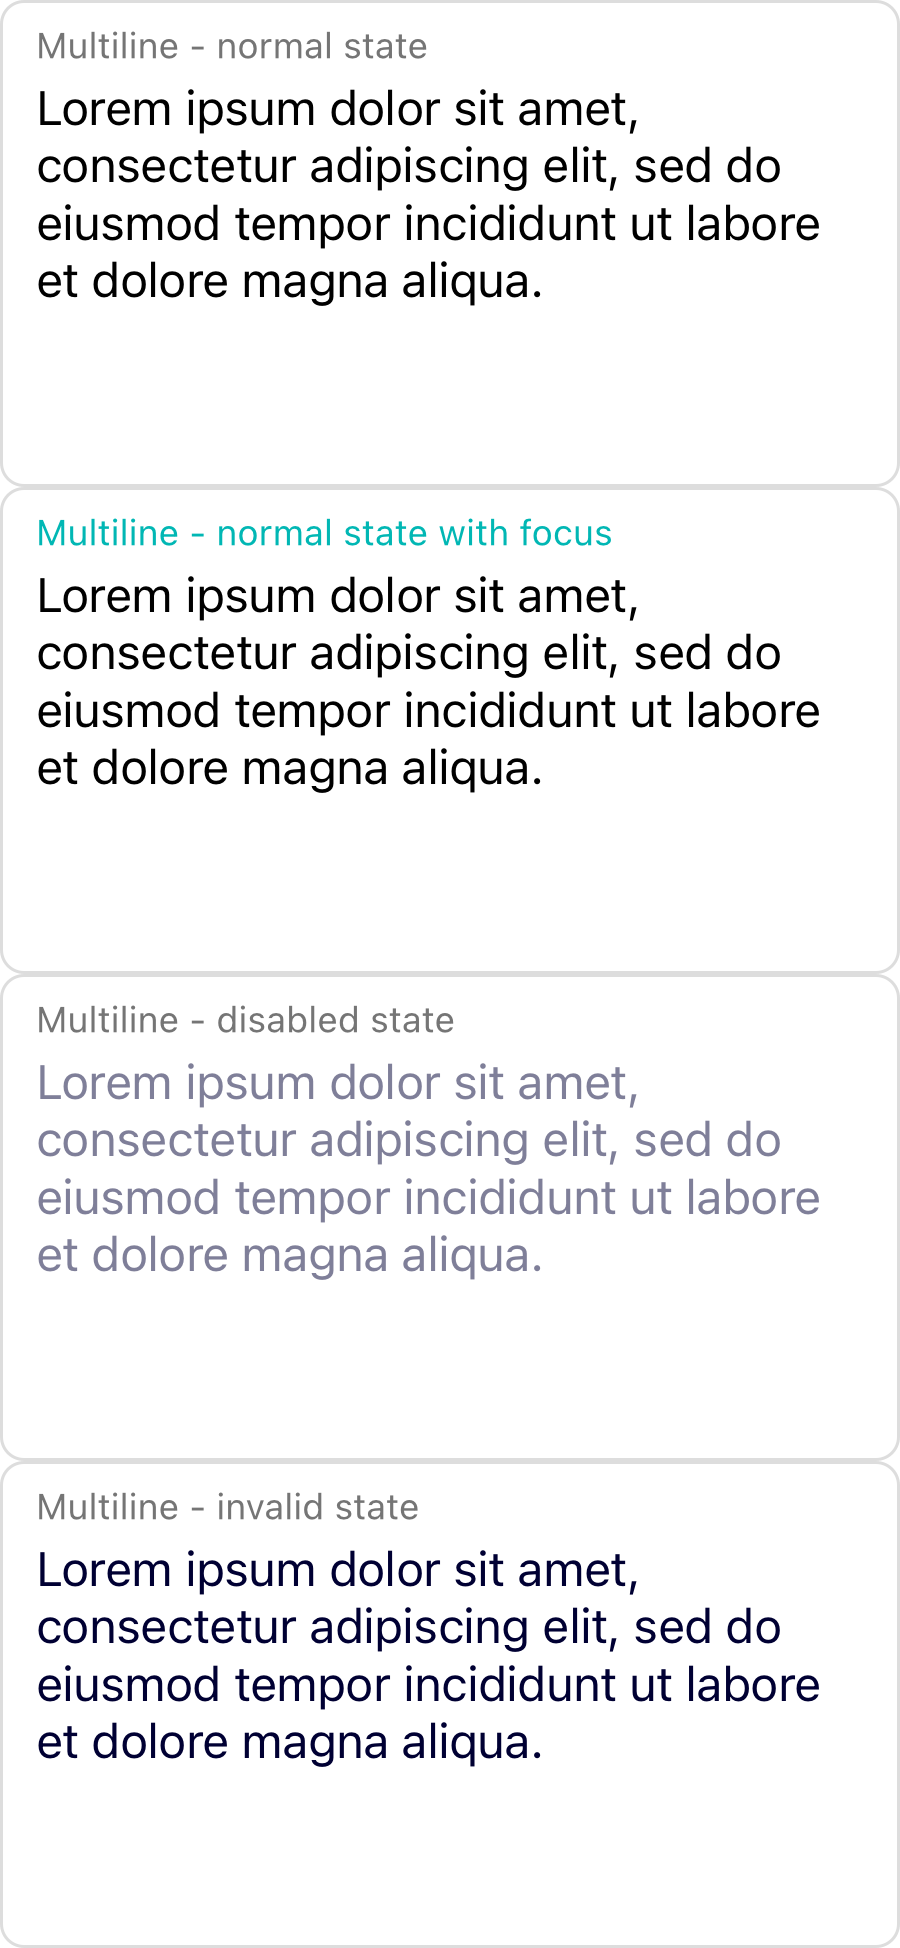 Multiline - normal state
Lorem ipsum dolor sit amet,
consectetur adipiscing elit, sed do
eiusmod tempor incididunt ut labore
et dolore magna aliqua.
Multiline - normal state with focus
Lorem ipsum dolor sit amet,
consectetur adipiscing elit, sed do
eiusmod tempor incididunt ut labore
et dolore magna aliqua.
Multiline - disabled state
Lorem ipsum dolor sit amet,
consectetur adipiscing elit, sed do
eiusmod tempor incididunt ut labore
et dolore magna aliqua.
Multiline - invalid state
Lorem ipsum dolor sit amet,
consectetur adipiscing elit, sed do
eiusmod tempor incididunt ut labore
et dolore magna aliqua.